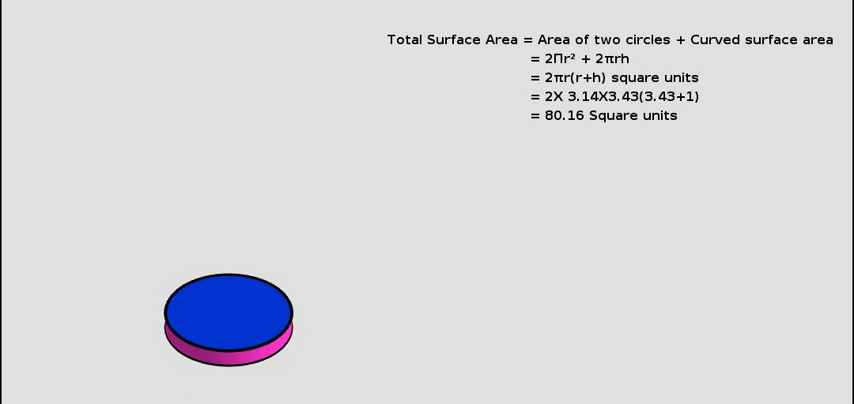 Total Surface Area = Area of two circles + Curved surface area
= 2Πr² + 2πrh
= 2πr(r+h) square units
= 2X 3.14X3.43(3.43+1)
= 80.16 Square units